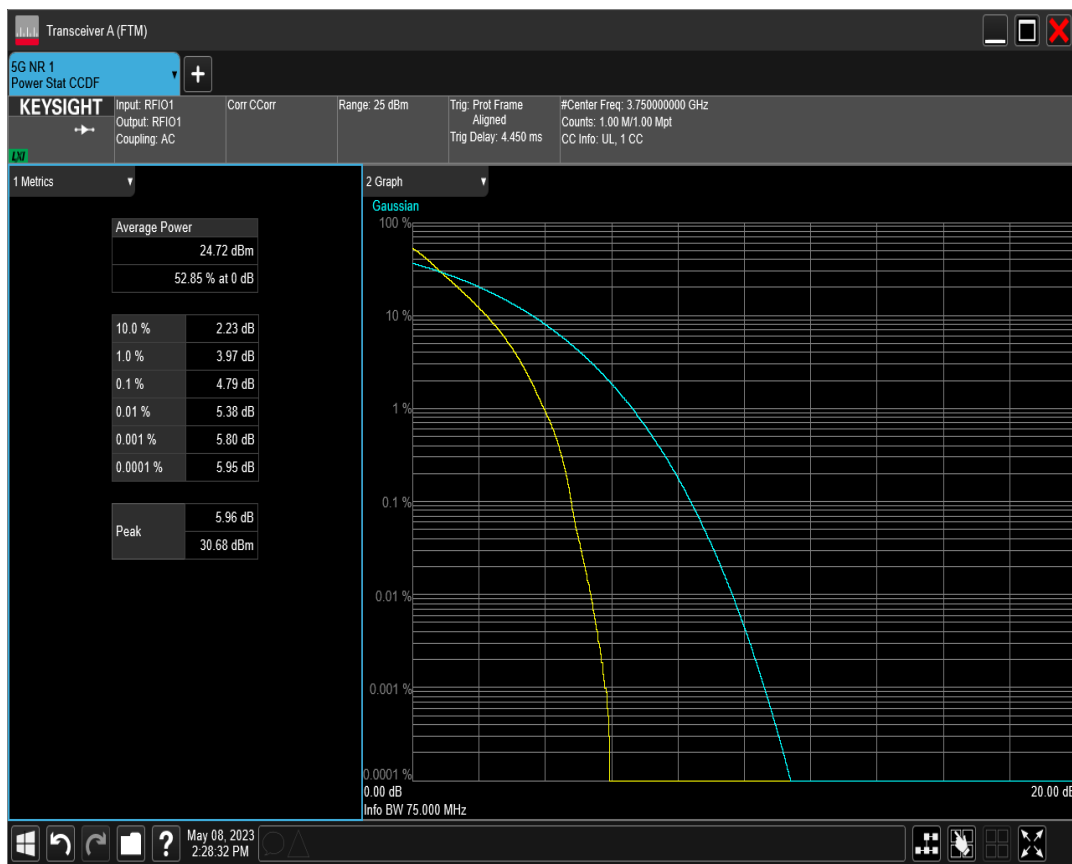 Transceiver A (FTM)
5G NR 1
Power Stat CCDF
+
KEYSIGHT
LXI
Input: RFIO1
Output: RFIO1
Coupling: AC
Corr CCorr
Range: 25 dBm
Trig: Prot Frame
Aligned
Trig Delay: 4.450 ms
#Center Freq: 3.750000000 GHz
Counts: 1.00 M/1.00 Mpt
CC Info: UL, 1 CC
1 Metrics
Average Power
24.72 dBm
52.85 % at 0 dB
10.0 % 2.23 dB
1.0 % 3.97 dB
0.1 % 4.79 dB
0.01 % 5.38 dB
0.001 % 5.80 dB
0.0001 % 5.95 dB
Peak 5.96 dB
30.68 dBm
2 Graph
Gaussian
100 %
10 %
1 %
0.1 %
0.01 %
0.001 %
0.0001 %
0.00 dB 20.00 dB
Info BW 75.000 MHz
?
May 08, 2023
2:28:32 PM